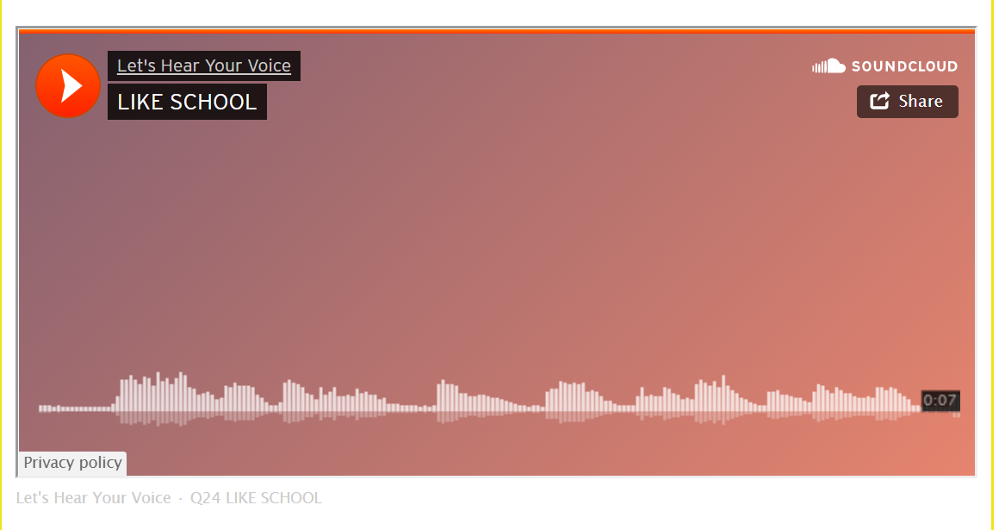 Let's Hear Your Voice
LIKE SCHOOL
SOUNDCLOUD
Share
0:07
Privacy policy
Let's Hear Your Voice · Q24 LIKE SCHOOL